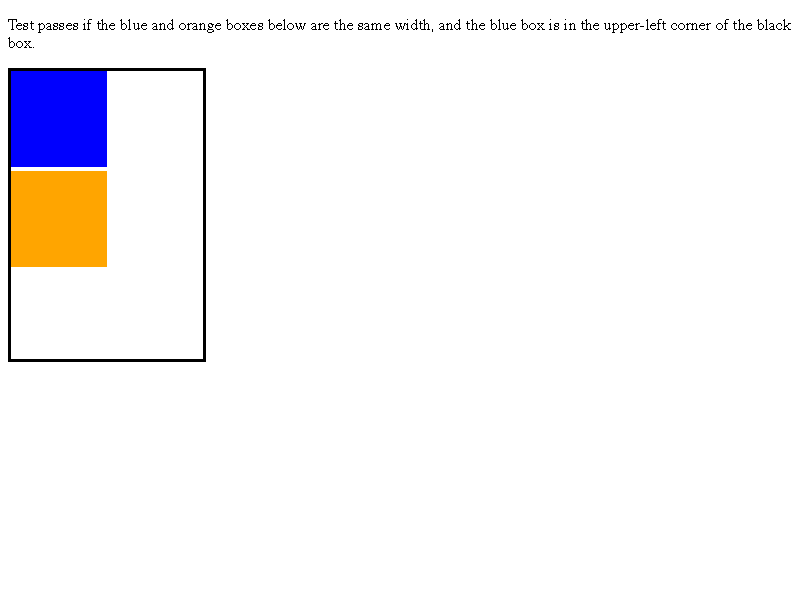 Test passes if the blue and orange boxes below are the same width, and the blue box is in the upper-left corner of the black
box.